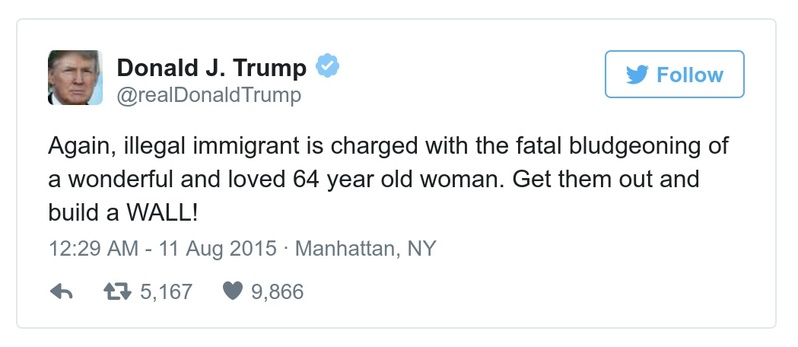 Donald J. Trump
@realDonaldTrump
Follow
Again, illegal immigrant is charged with the fatal bludgeoning of
a wonderful and loved 64 year old woman. Get them out and
build a WALL!
12:29 AM - 11 Aug 2015 · Manhattan, NY
5,167 9,866